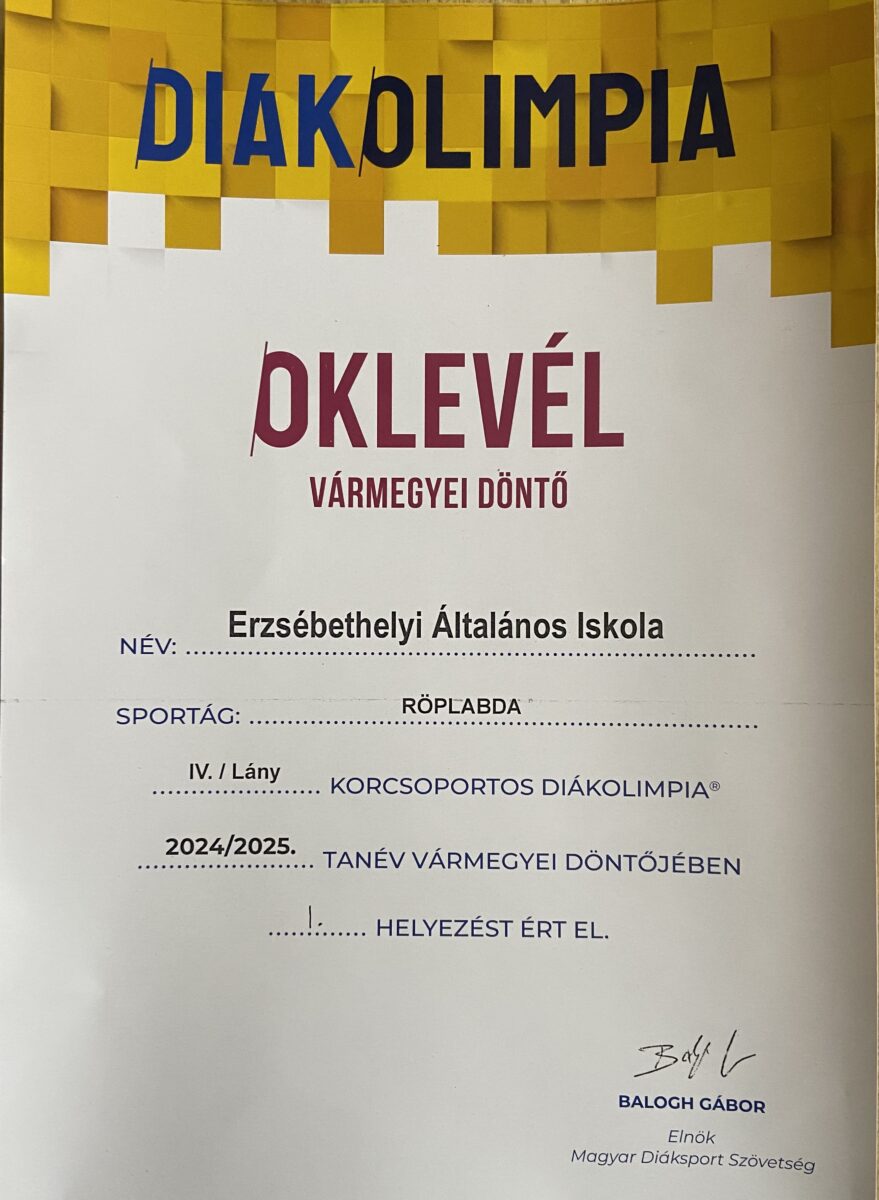 DIÁKOLIMPIA
OKLEVÉL
VÁRMEGYEI DÖNTŐ
Erzsébethelyi Általános Iskola
NÉV: ................................................................
RÖPLABDA
SPORTÁG: ................................................................
IV. / Lány
.................... KORCSOPORTOS DIÁKOLIMPIA®
2024/2025.
.................... TANÉV VÁRMEGYEI DÖNTŐJÉBEN
I.
............ HELYEZÉST ÉRT EL.
BALOGH GÁBOR
Elnök
Magyar Diáksport Szövetség